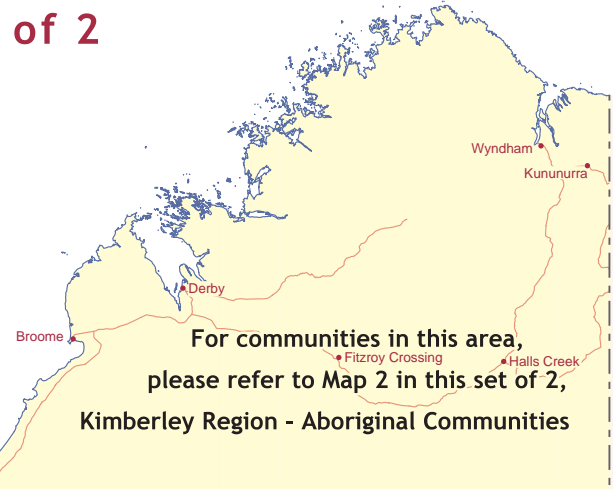 of 2
Wyndham
Kununurra
Derby
Broome
For communities in this area,
Fitzroy Crossing
Halls Creek
please refer to Map 2 in this set of 2,
Kimberley Region - Aboriginal Communities